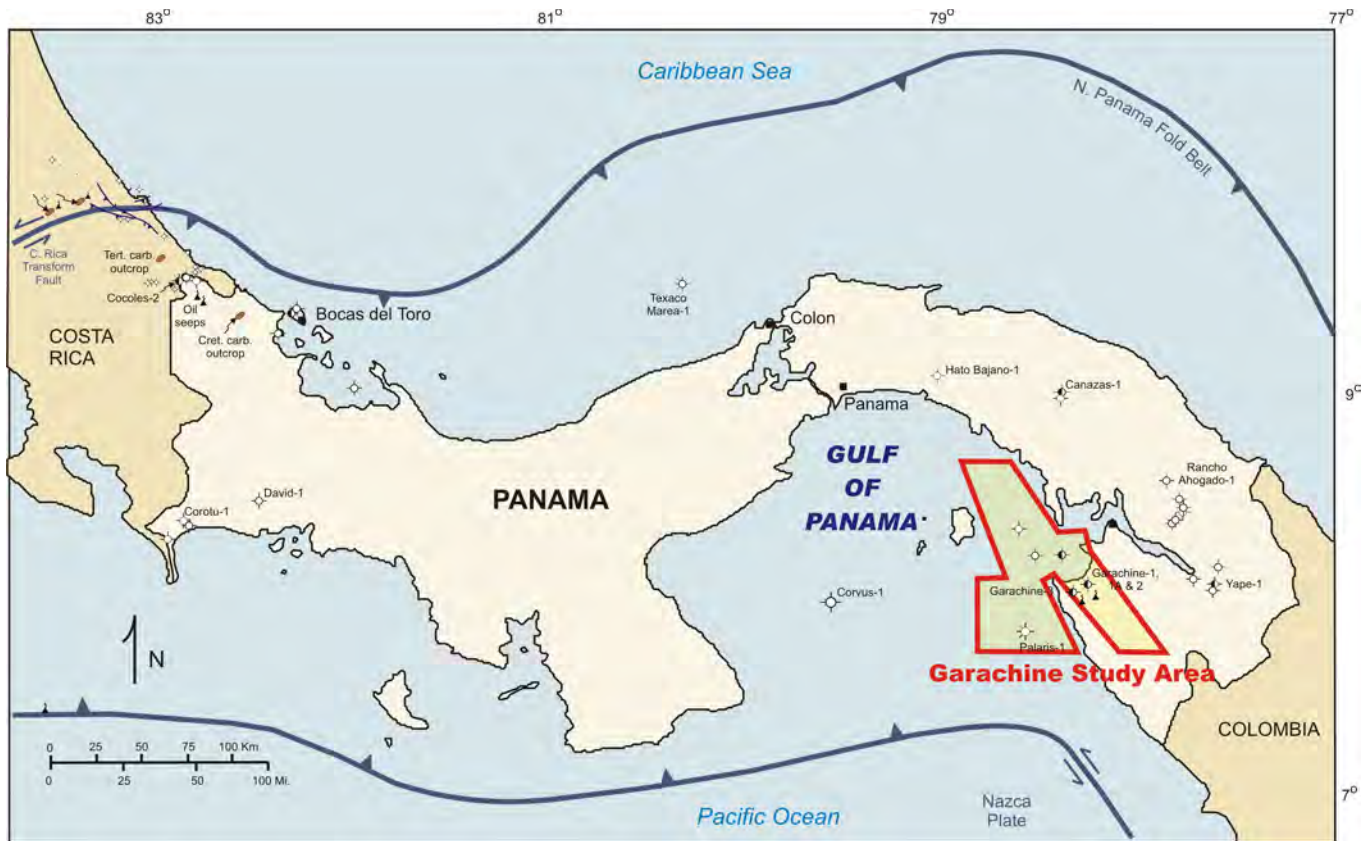 83°
81°
79°
77°
Caribbean Sea
N. Panama Fold Belt
C. Rica
Transform
Fault
Tert. carb.
outcrop
Cocoles-2
Oil
seeps
Bocas del Toro
Cret. carb.
outcrop
COSTA
RICA
Texaco
Marea-1
Colon
Hato Bajano-1
Canazas-1
9°
Panama
GULF
OF
PANAMA
Rancho
Ahogado-1
PANAMA
David-1
Corotu-1
Corvus-1
Garachine-1,
1A & 2
Garachine-
Yape-1
Palaris-1
Garachine Study Area
N
COLOMBIA
0 25 50 75 100 Km
0 25 50 100 Mi.
7°
Nazca
Plate
Pacific Ocean